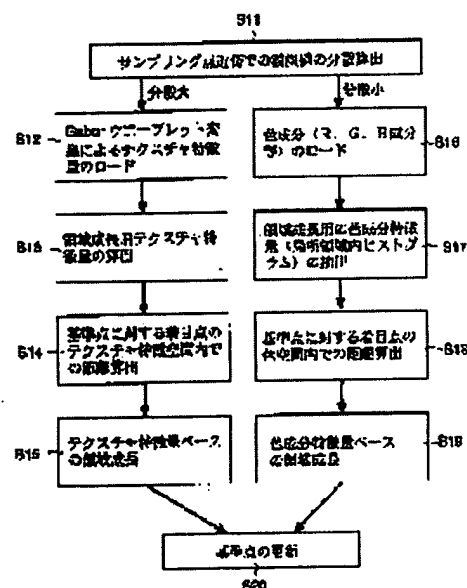 S11
サンプリング点近傍での の分散算出
分散大
分散小
S12
Gaborウエーブレット変
換によるテクスチャ特徴
量のロード
色成分（R、G、B成分
等）のロード
S16
S13
領域成長用テクスチャ特
徴量の算出
領域成長用の色成分特徴
量（局所領域内ヒストグ
ラム）の抽出
S17
S14
基準点に対する着目点の
テクスチャ特徴空間内で
の距離算出
基準点に対する着目点の
色空間内での距離算出
S18
S15
テクスチャ特徴量ベース
の領域成長
色成分特徴量ベース
の領域成長
S19
基準点の更新
S20